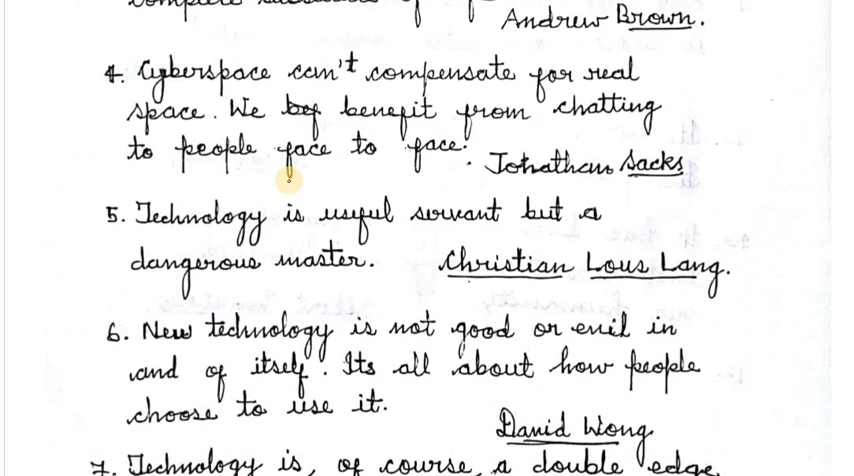 Andrew Brown.
4. Cyberspace can't compensate for real
space. We benefit from chatting
to people face to face.
Johathan Sacks
5. Technology is useful servant but a
dangerous master. Christian Lous Lang.
6. New technology is not good or evil in
and of itself. Its all about how people
choose to use it.
David Wong
7. Technology is, of course, a double edge